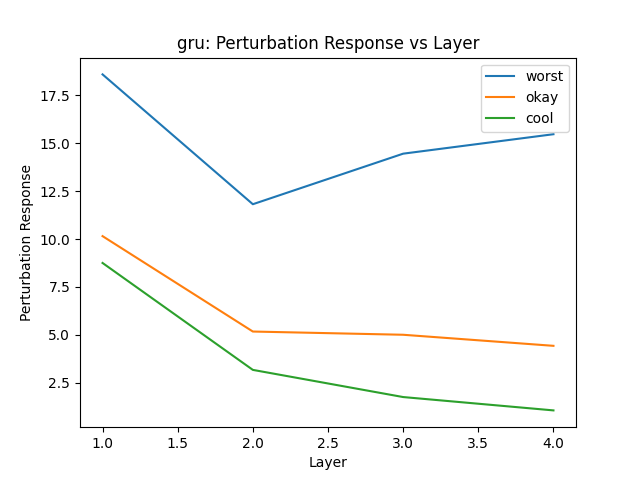 gru: Perturbation Response vs Layer
worst
okay
cool
Perturbation Response
17.5
15.0
12.5
10.0
7.5
5.0
2.5
1.0 1.5 2.0 2.5 3.0 3.5 4.0
Layer